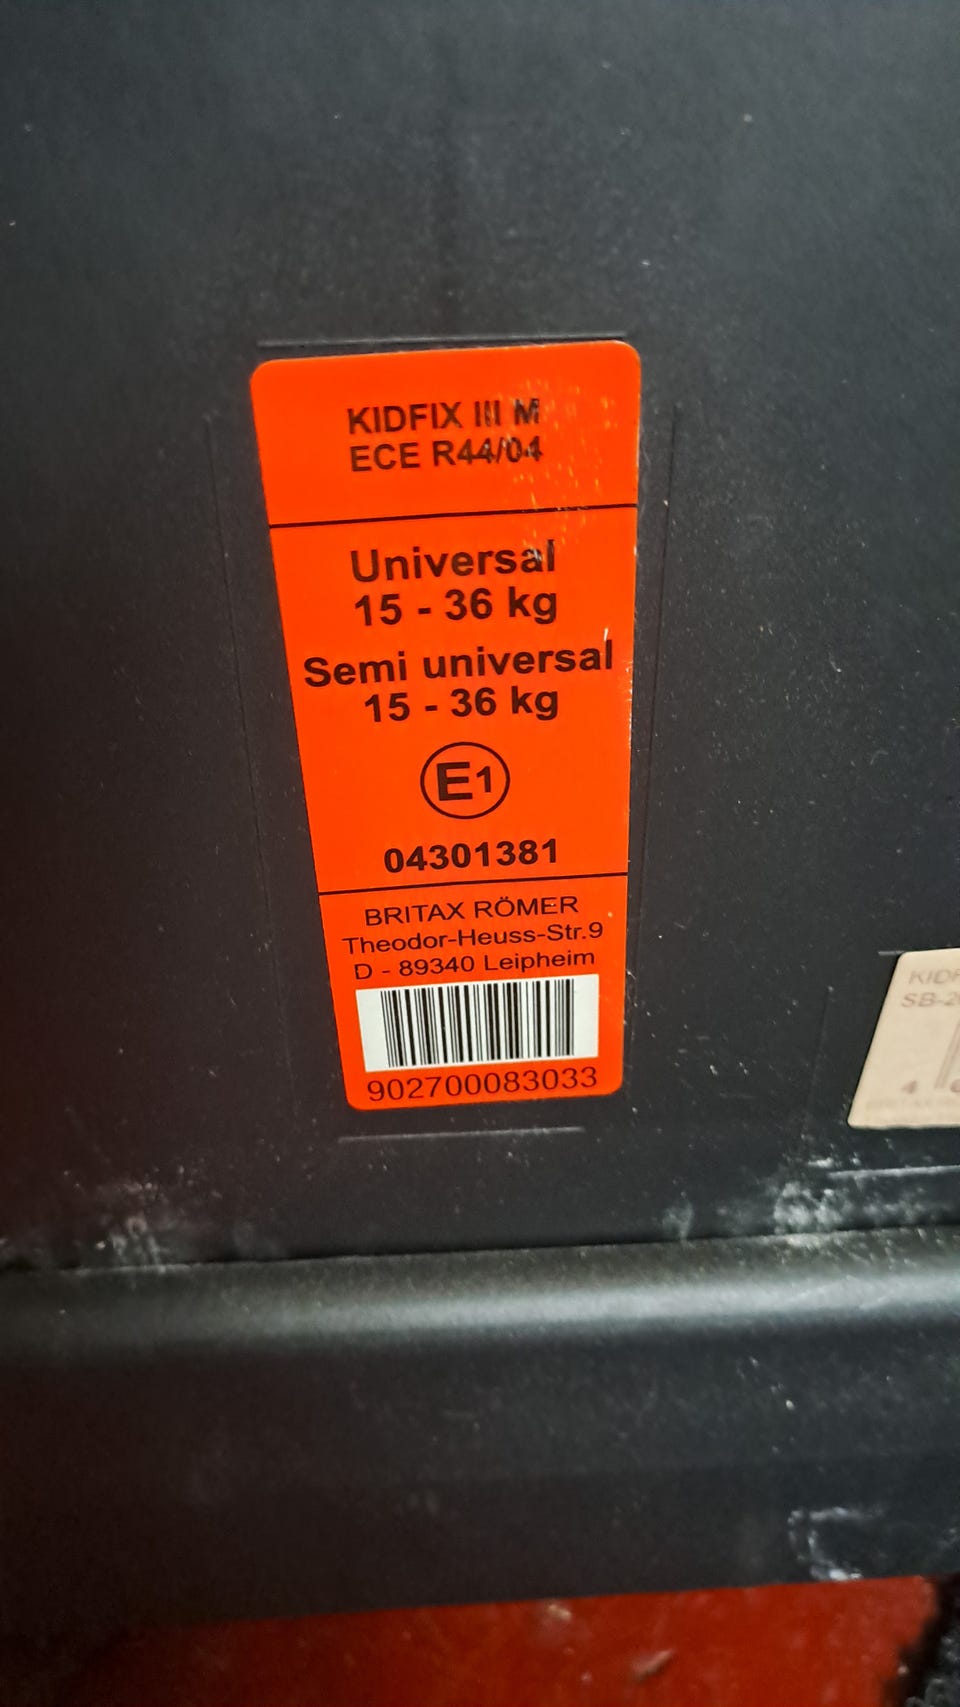 KIDFIX III M
ECE R44/04
Universal
15 - 36 kg
Semi universal
15 - 36 kg
E1
04301381
BRITAX RÖMER
Theodor-Heuss-Str.9
D - 89340 Leipheim
902700083033
4